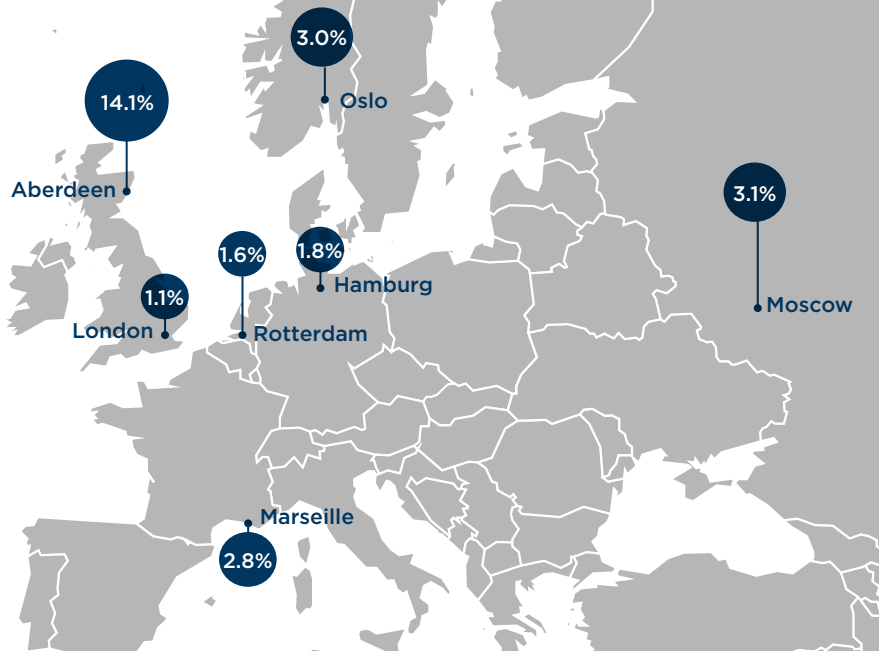 3.0%
Oslo
14.1%
Aberdeen
3.1%
Moscow
1.6%
Rotterdam
1.8%
Hamburg
1.1%
London
Marseille
2.8%